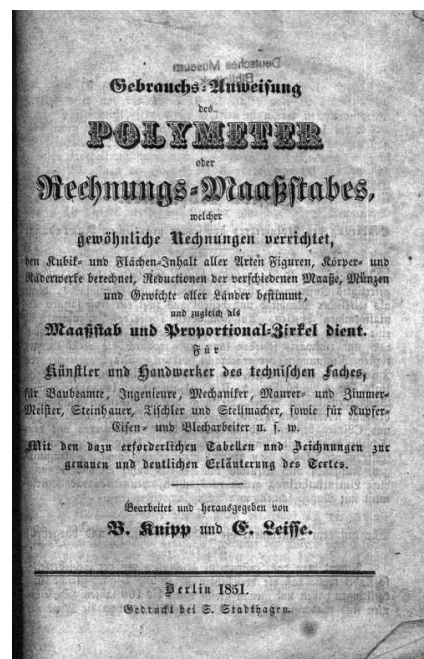 Deutsches Museum
Bibliothek
Gebrauchs-Anweisung
des
POLYMETER
oder
Rechnungs-Maaßstabes,
welcher
gewöhnliche Rechnungen verrichtet,
den Kubik- und Flächen-Inhalt aller Arten Figuren, Körper- und
Räderwerke berechnet, Reductionen der verschiedenen Maaße, Münzen
und Gewichte aller Länder bestimmt,
und zugleich als
Maaßstab und Proportional-Zirkel dient.
Für
Künstler und Handwerker des technischen Faches,
für Baubeamte, Ingenieure, Mechaniker, Maurer- und Zimmer-
Meister, Steinhauer, Tischler und Stellmacher, sowie für Kupfer-
Eisen- und Blecharbeiter u. s. w.
Mit den dazu erforderlichen Tabellen und Zeichnungen zur
genauen und deutlichen Erläuterung des Textes.
Bearbeitet und herausgegeben von
B. Knipp und E. Leisse.
Berlin 1851.
Gedruckt bei S. Stadthagen.